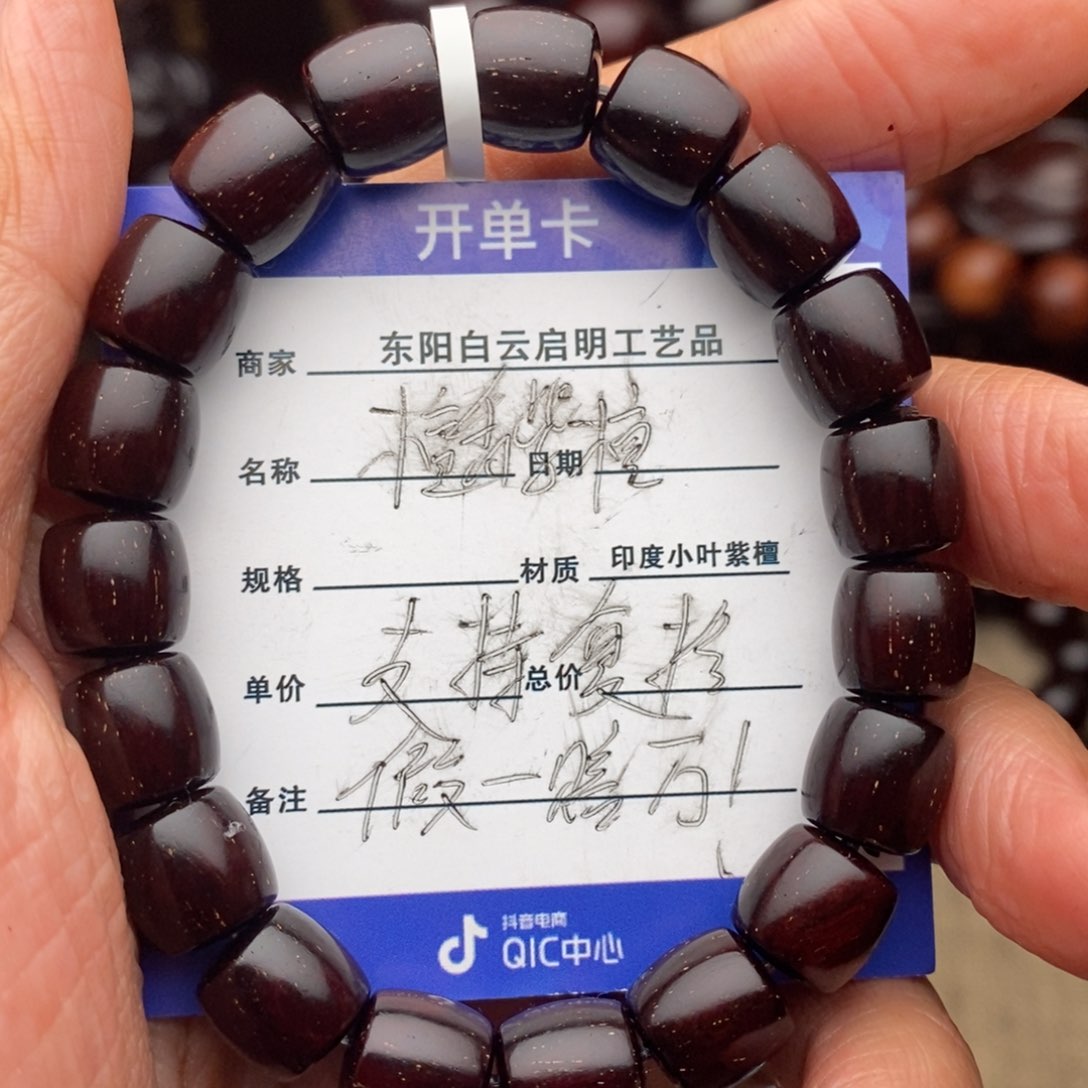 开单卡
商家 东阳白云启明工艺品
名称 檀香紫檀 日期
规格 材质 印度小叶紫檀
单价 支持复检 总价
备注 假一赔万!
抖音电商
QIC中心